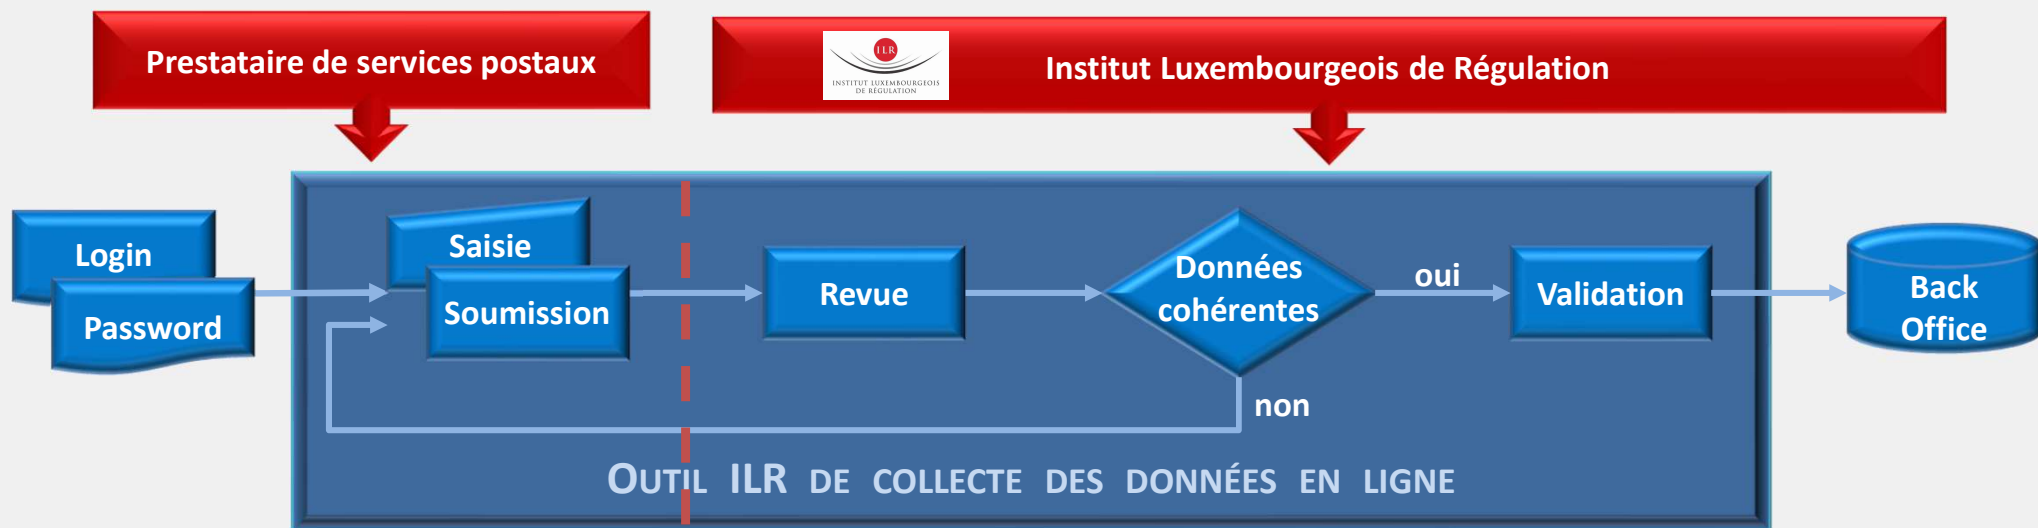 Prestataire de services postaux
ILR
INSTITUT LUXEMBOURGEOIS
DE RÉGULATION
Institut Luxembourgeois de Régulation
Login
Password
Saisie
Soumission
Revue
Données
cohérentes
oui
non
Validation
Back
Office
OUTIL ILR DE COLLECTE DES DONNÉES EN LIGNE